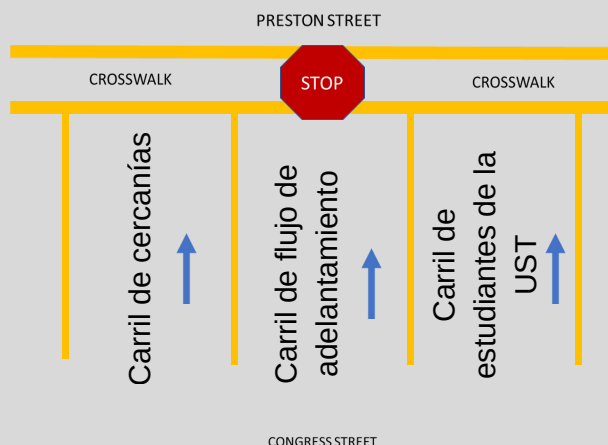 PRESTON STREET
CROSSWALK
STOP
CROSSWALK
Carril de cercanías
Carril de flujo de
adelantamiento
Carril de
estudiantes de la
UST
CONGRESS STREET